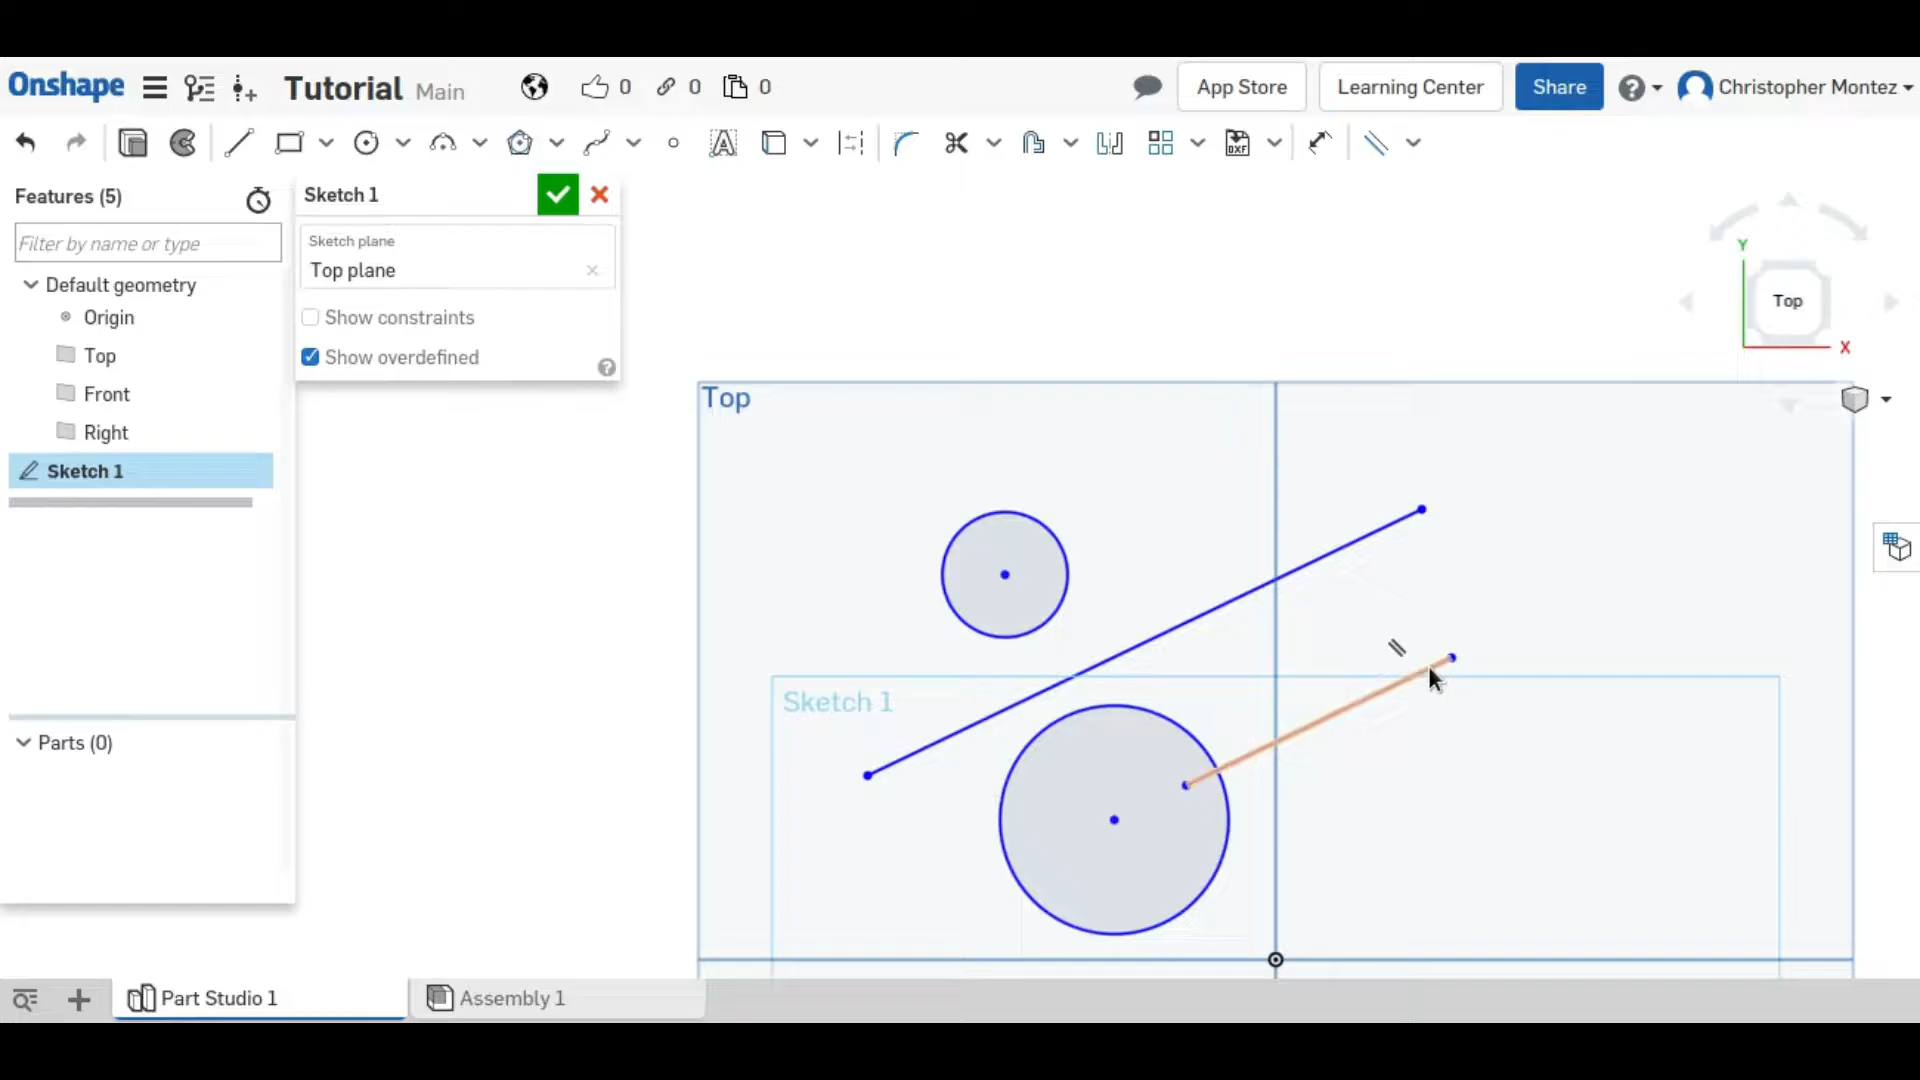 Onshape Tutorial Main 0 0 0 App Store Learning Center Share ? Christopher Montez
DXF
Features (5)
Filter by name or type
Default geometry
Origin
Top
Front
Right
Sketch 1
Parts (0)
Sketch 1
Sketch plane
Top plane
Show constraints
Show overdefined
?
Y
Top
X
Top
Sketch 1
Part Studio 1
Assembly 1